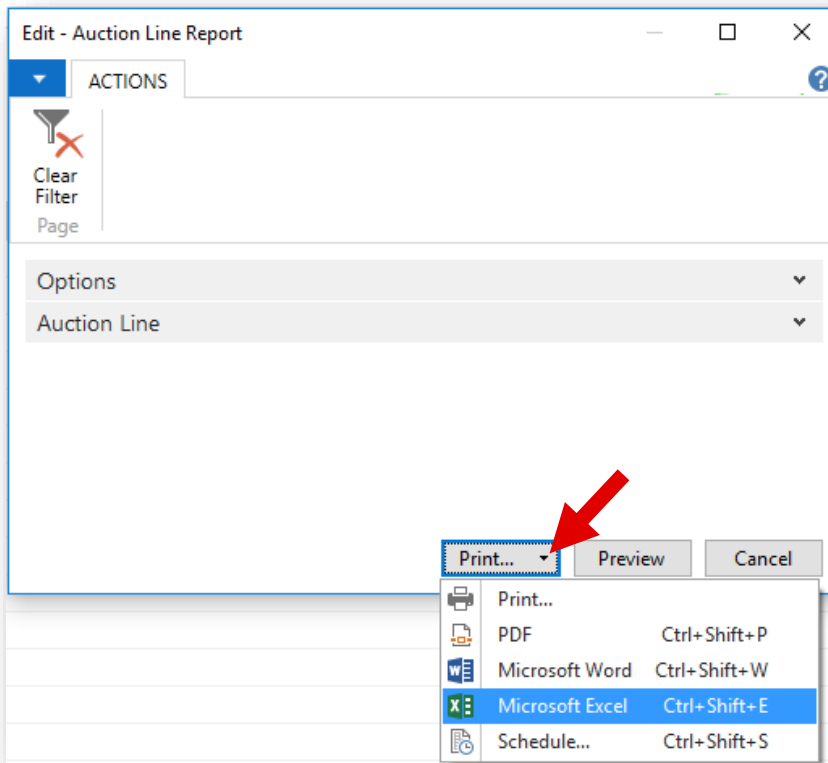 Edit - Auction Line Report
ACTIONS
?
Clear
Filter
Page
Options
Auction Line
Print... Preview Cancel
Print...
PDF Ctrl+Shift+P
Microsoft Word Ctrl+Shift+W
Microsoft Excel Ctrl+Shift+E
Schedule... Ctrl+Shift+S